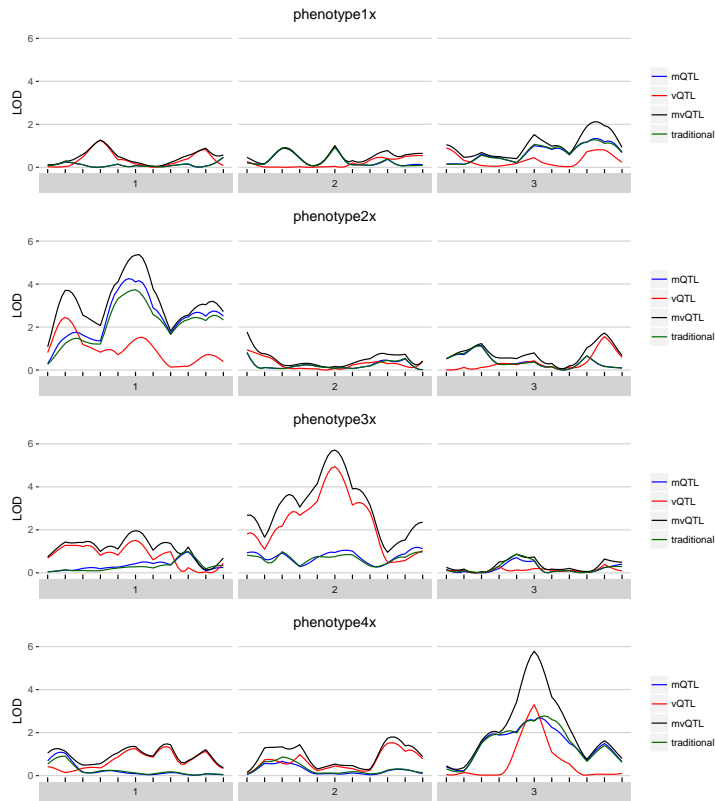 phenotype1x
6
4
2
0
LOD
1
2
3
mQTL
vQTL
mvQTL
traditional
phenotype2x
6
4
2
0
LOD
1
2
3
mQTL
vQTL
mvQTL
traditional
phenotype3x
6
4
2
0
LOD
1
2
3
mQTL
vQTL
mvQTL
traditional
phenotype4x
6
4
2
0
LOD
1
2
3
mQTL
vQTL
mvQTL
traditional